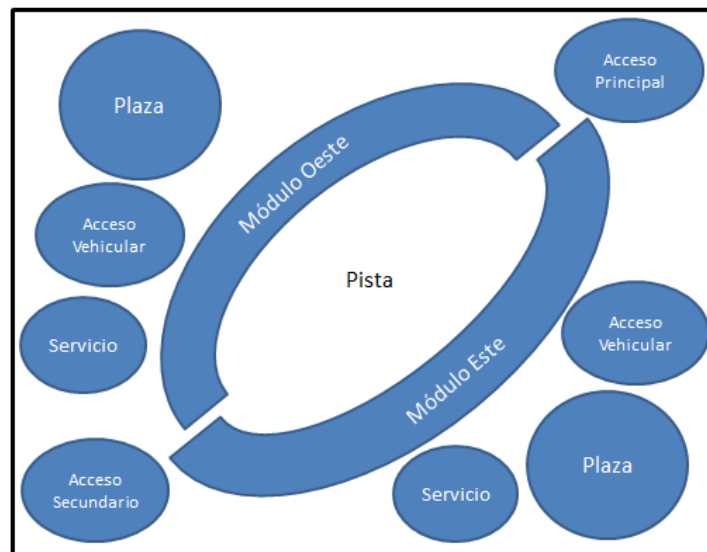 Acceso
Principal
Plaza
Módulo Oeste
Acceso
Vehicular
Pista
Servicio
Acceso
Vehicular
Módulo Este
Plaza
Acceso
Secundario
Servicio